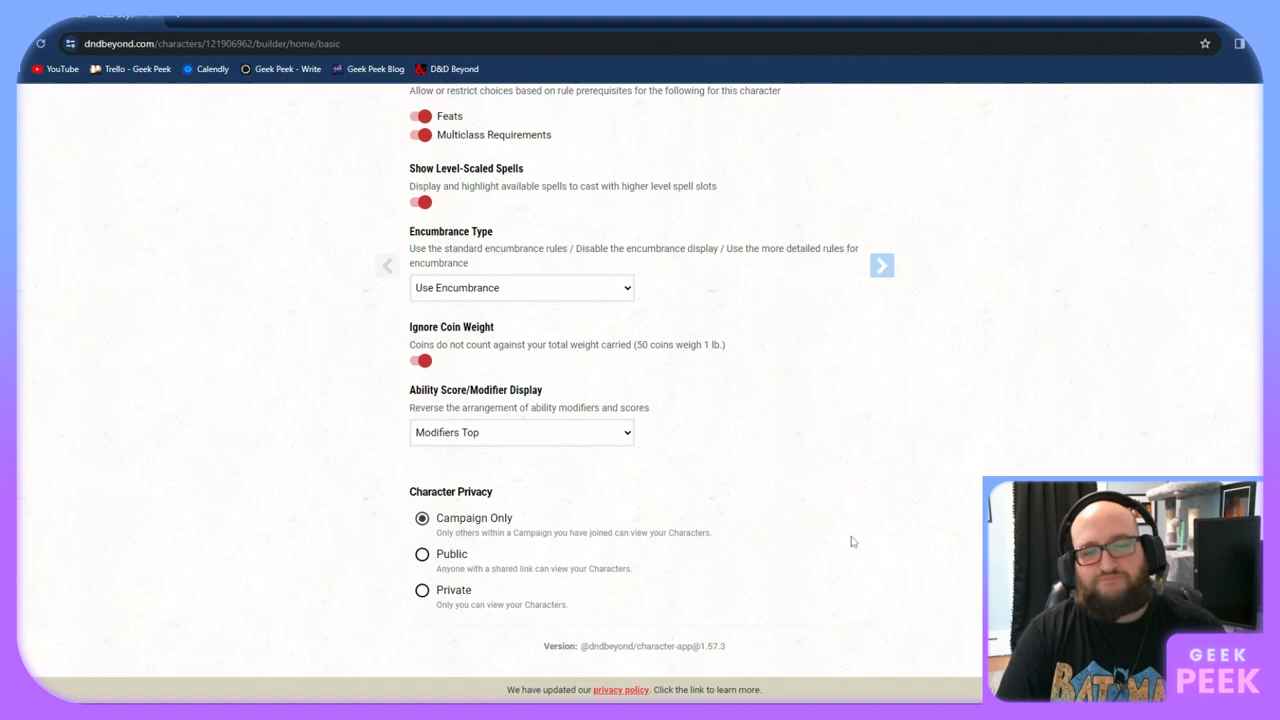 dndbeyond.com/characters/121906962/builder/home/basic
YouTube Trello - Geek Peek Calendly Geek Peek - Write Geek Peek Blog D&D Beyond
Allow or restrict choices based on rule prerequisites for the following for this character
Feats
Multiclass Requirements
Show Level-Scaled Spells
Display and highlight available spells to cast with higher level spell slots
Encumbrance Type
Use the standard encumbrance rules / Disable the encumbrance display / Use the more detailed rules for
encumbrance
Use Encumbrance
Ignore Coin Weight
Coins do not count against your total weight carried (50 coins weigh 1 lb.)
Ability Score/Modifier Display
Reverse the arrangement of ability modifiers and scores
Modifiers Top
Character Privacy
Campaign Only
Only others within a Campaign you have joined can view your Characters.
Public
Anyone with a shared link can view your Characters.
Private
Only you can view your Characters.
Version: @dndbeyond/character-app@1.57.3
We have updated our privacy policy. Click the link to learn more.
BATMA
GEEK
PEEK